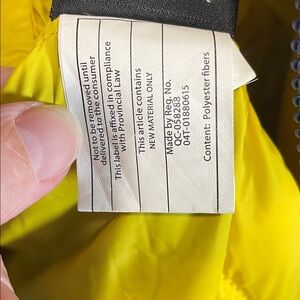 Not to be removed until
delivered to the consumer
This label is affixed in compliance
with Provincial Law
This article contains
NEW MATERIAL ONLY
Made by Reg. No.
QC-058283
04T-01880615
Content: Polyester fibers